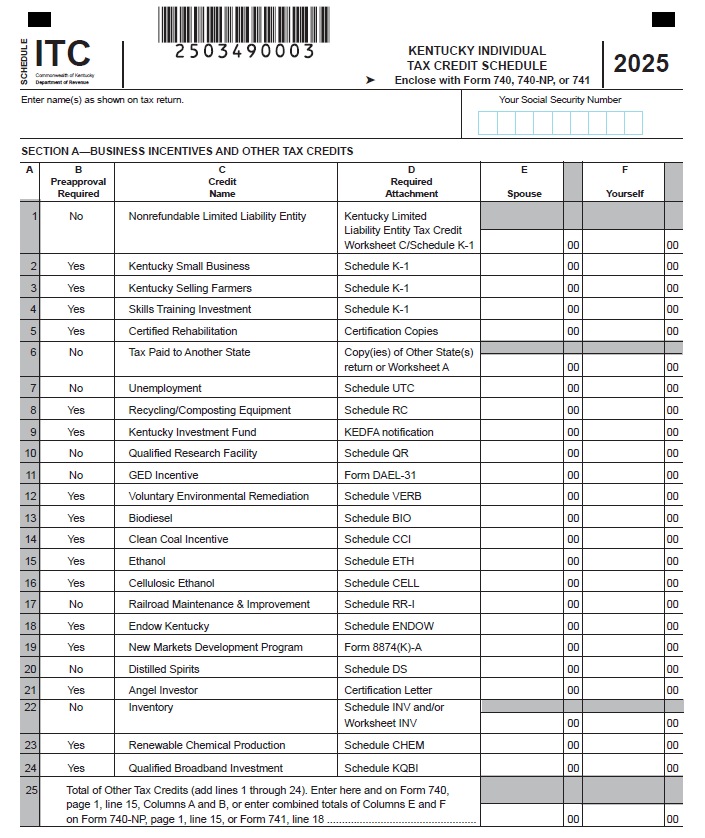 SCHEDULE
ITC
Commonwealth of Kentucky
Department of Revenue
2503490003
➤
KENTUCKY INDIVIDUAL
TAX CREDIT SCHEDULE
Enclose with Form 740, 740-NP, or 741
2025
Enter name(s) as shown on tax return.
Your Social Security Number
SECTION A—BUSINESS INCENTIVES AND OTHER TAX CREDITS
A B C D E F
Preapproval Credit Required
Required Name Attachment Spouse Yourself
1 No Nonrefundable Limited Liability Entity Kentucky Limited
Liability Entity Tax Credit
Worksheet C/Schedule K-1 00 00
2 Yes Kentucky Small Business Schedule K-1 00 00
3 Yes Kentucky Selling Farmers Schedule K-1 00 00
4 Yes Skills Training Investment Schedule K-1 00 00
5 Yes Certified Rehabilitation Certification Copies 00 00
6 No Tax Paid to Another State Copy(ies) of Other State(s)
return or Worksheet A 00 00
7 No Unemployment Schedule UTC 00 00
8 Yes Recycling/Composting Equipment Schedule RC 00 00
9 Yes Kentucky Investment Fund KEDFA notification 00 00
10 No Qualified Research Facility Schedule QR 00 00
11 No GED Incentive Form DAEL-31 00 00
12 Yes Voluntary Environmental Remediation Schedule VERB 00 00
13 Yes Biodiesel Schedule BIO 00 00
14 Yes Clean Coal Incentive Schedule CCI 00 00
15 Yes Ethanol Schedule ETH 00 00
16 Yes Cellulosic Ethanol Schedule CELL 00 00
17 No Railroad Maintenance & Improvement Schedule RR-I 00 00
18 Yes Endow Kentucky Schedule ENDOW 00 00
19 Yes New Markets Development Program Form 8874(K)-A 00 00
20 No Distilled Spirits Schedule DS 00 00
21 Yes Angel Investor Certification Letter 00 00
22 No Inventory Schedule INV and/or
Worksheet INV 00 00
23 Yes Renewable Chemical Production Schedule CHEM 00 00
24 Yes Qualified Broadband Investment Schedule KQBI 00 00
25 Total of Other Tax Credits (add lines 1 through 24). Enter here and on Form 740,
page 1, line 15, Columns A and B, or enter combined totals of Columns E and F
on Form 740-NP, page 1, line 15, or Form 741, line 18 .................................................. 00 00